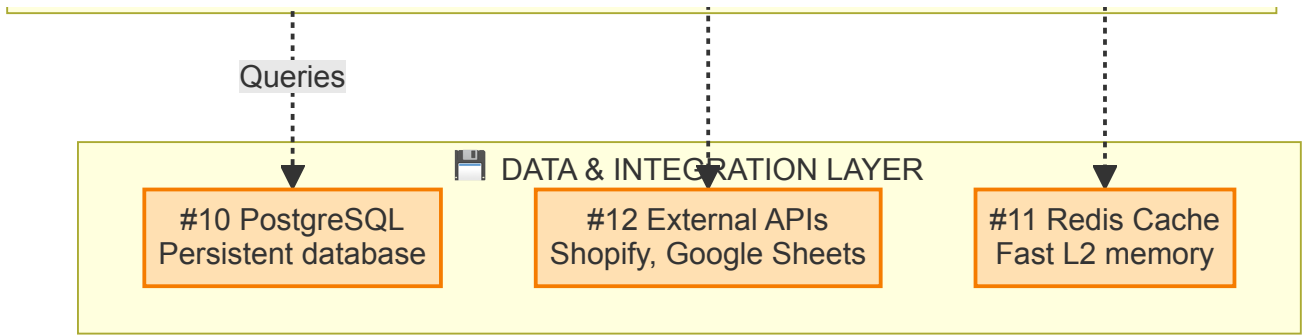 Queries
💾 DATA & INTEGRATION LAYER
#10 PostgreSQL
Persistent database
#12 External APIs
Shopify, Google Sheets
#11 Redis Cache
Fast L2 memory